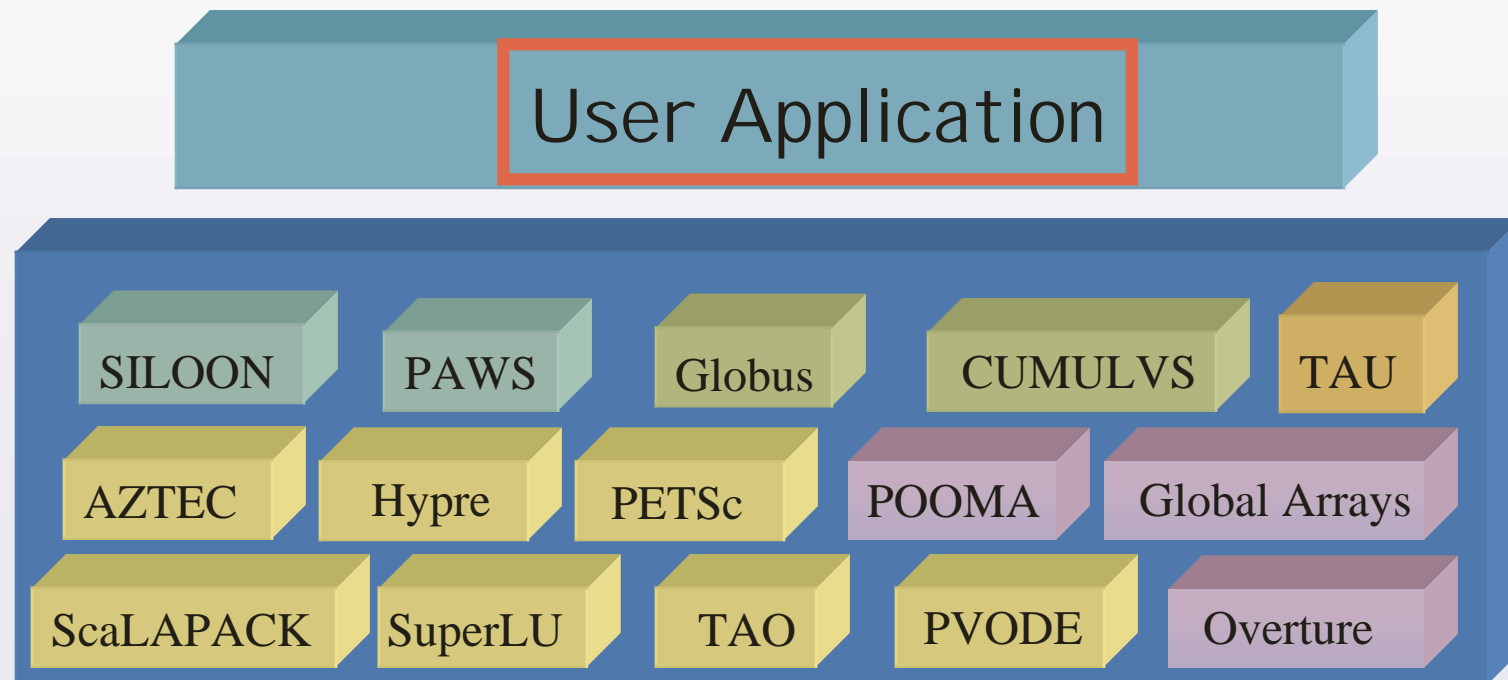 User Application
SILOON PAWS Globus CUMULVS TAU
AZTEC Hypre PETSc POOMA Global Arrays
ScaLAPACK SuperLU TAO PVODE Overture